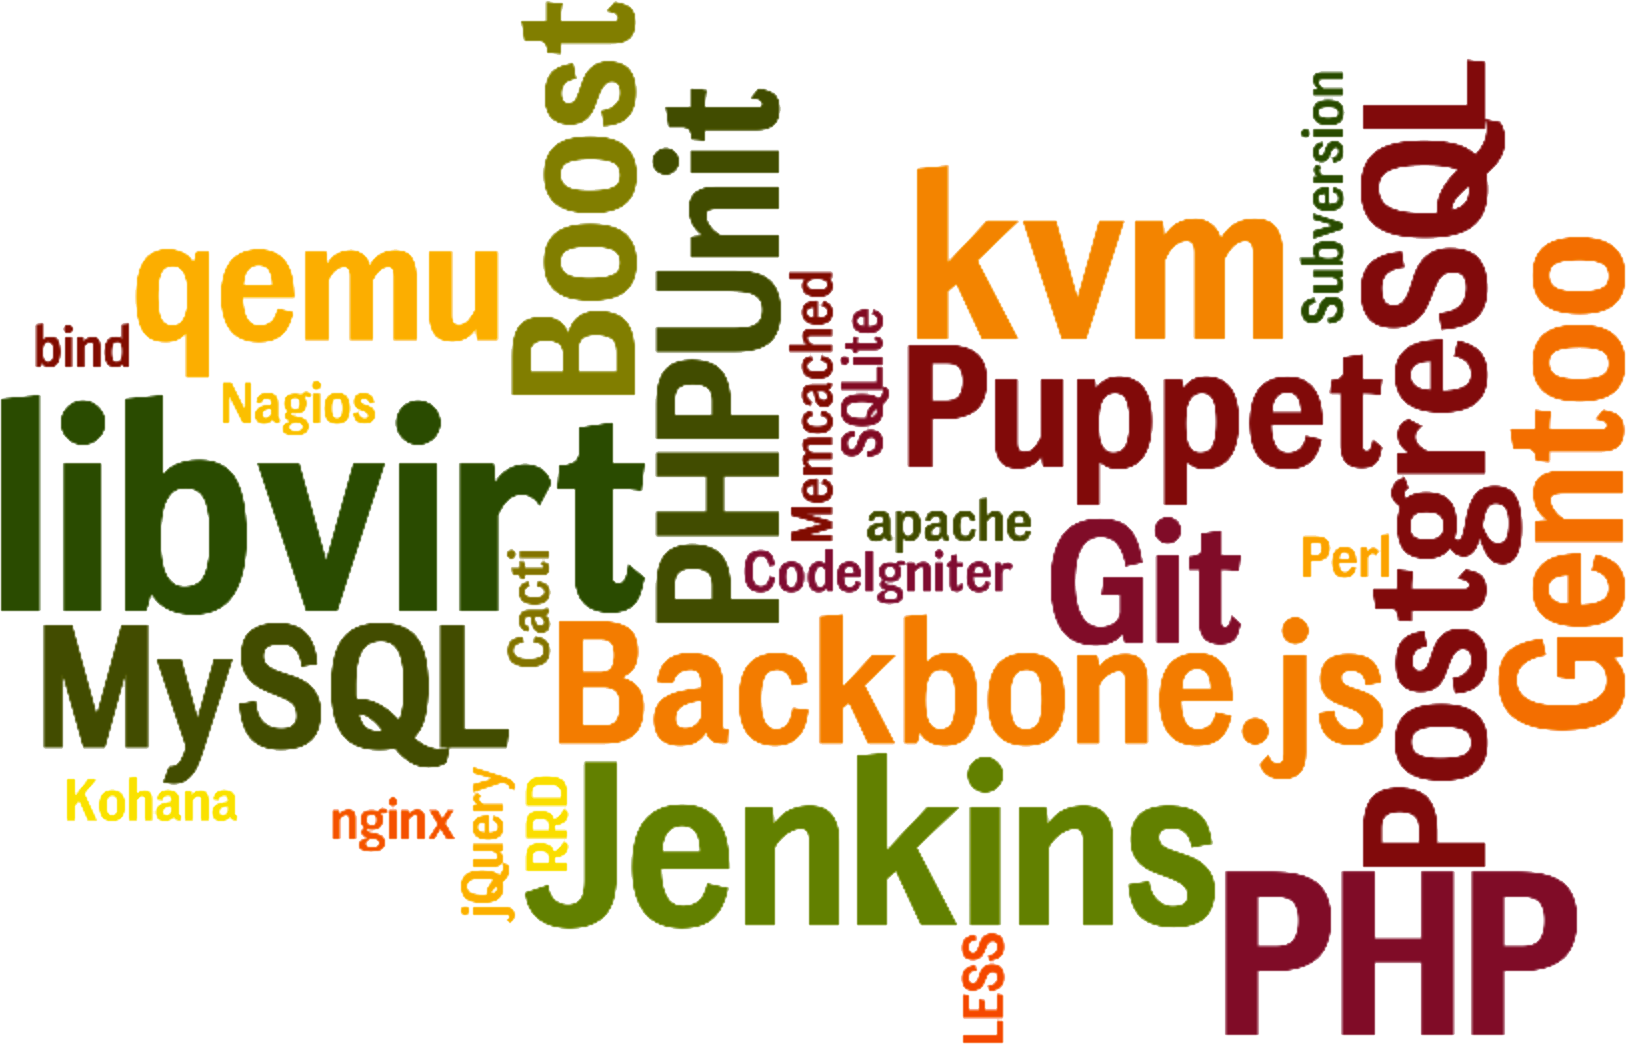 Boost
PHPUnit
Subversion
PostgreSQL
kvm
qemu
Gentoo
bind
Memcached
SQLite
Puppet
Nagios
libvirt
apache
Git
Perl
CodeIgniter
Cacti
MySQL
Backbone.js
Kohana
nginx
jQuery
RRD
Jenkins
PHP
LESS